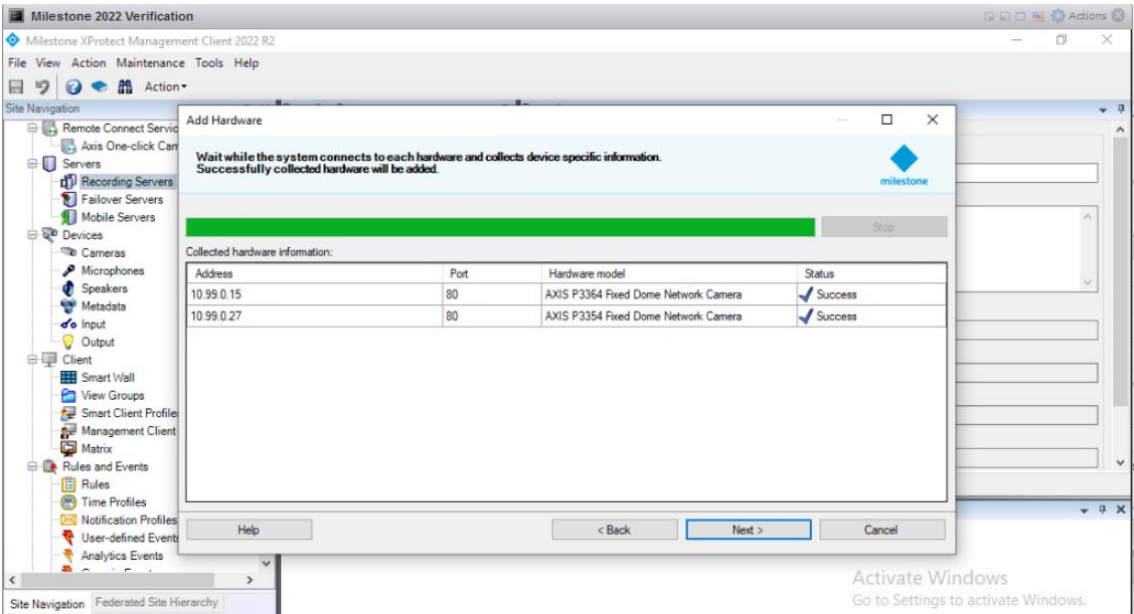 Milestone 2022 Verification
Actions
Milestone XProtect Management Client 2022 R2
File View Action Maintenance Tools Help
Action
Site Navigation
Remote Connect Servic
Axis One-click Cam
Servers
Recording Servers
Failover Servers
Mobile Servers
Devices
Cameras
Microphones
Speakers
Metadata
Input
Output
Client
Smart Wall
View Groups
Smart Client Profile
Management Client
Matrix
Rules and Events
Rules
Time Profiles
Notification Profiles
User-defined Event
Analytics Events
Site Navigation Federated Site Hierarchy
Add Hardware
Wait while the system connects to each hardware and collects device specific information.
Successfully collected hardware will be added.
milestone
Stop
Collected hardware information:
Address Port Hardware model Status
10.99.0.15 80 AXIS P3364 Fixed Dome Network Camera Success
10.99.0.27 80 AXIS P3354 Fixed Dome Network Camera Success
Help < Back Next > Cancel
Activate Windows
Go to Settings to activate Windows.